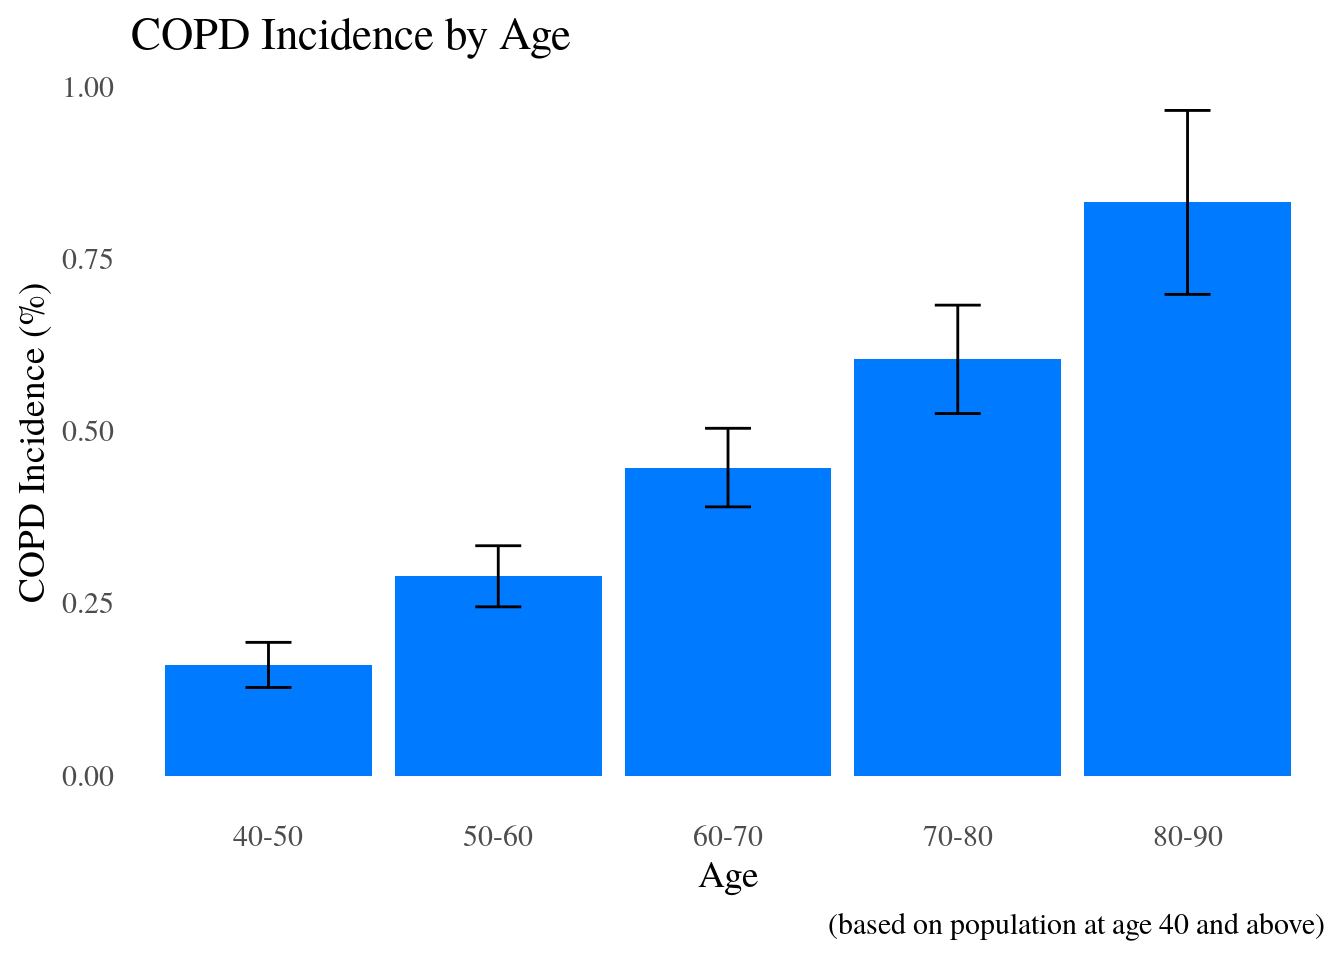 COPD Incidence by Age
1.00
0.75
0.50
0.25
0.00
COPD Incidence (%)
40-50 50-60 60-70 70-80 80-90
Age
(based on population at age 40 and above)